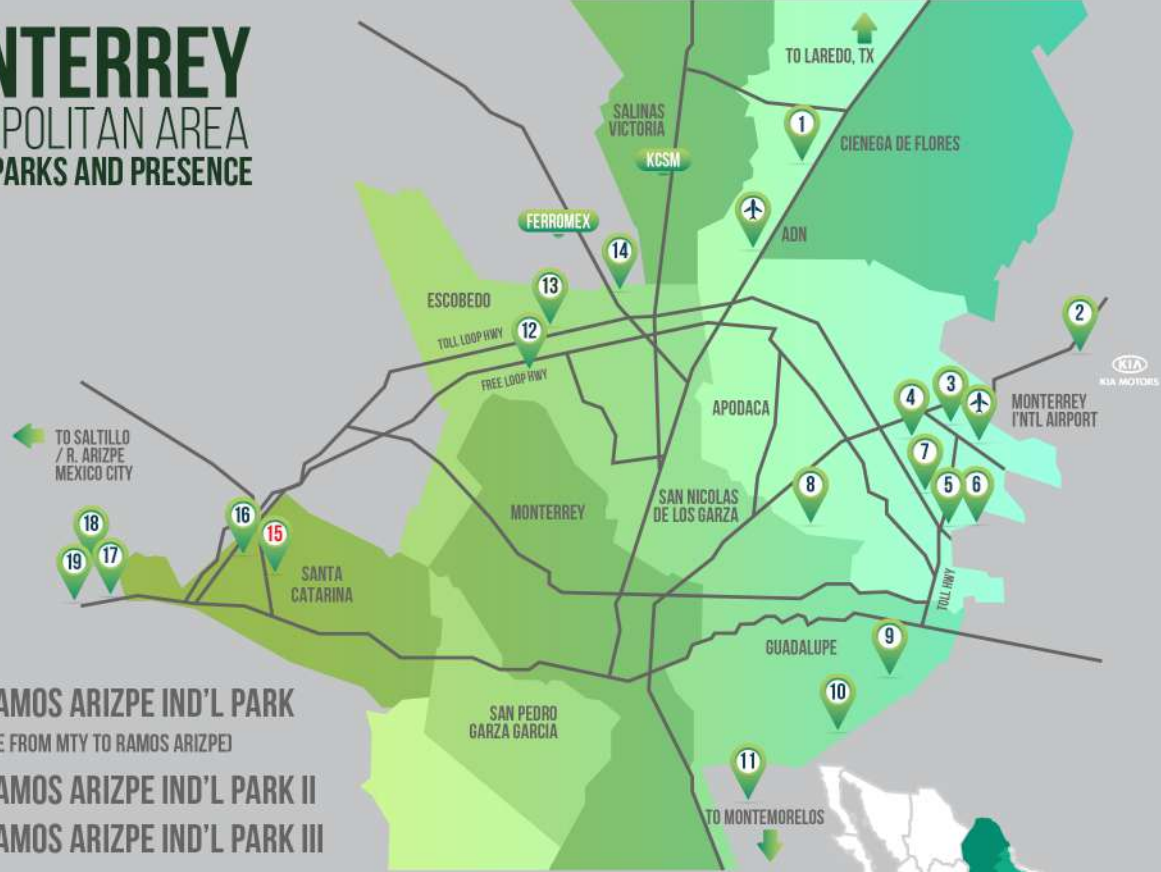 NTERREY
POLITAN AREA
PARKS AND PRESENCE
TO LAREDO, TX
SALINAS
VICTORIA
1
CIENEGA DE FLORES
KCSM
FERROMEX
14
ADN
13
ESCOBEDO
12
TOLL LOOP HWY
FREE LOOP HWY
2
KIA
KIA MOTORS
3
4
MONTERREY
I'NTL AIRPORT
APODACA
TO SALTILLO
/ R. ARIZPE
MEXICO CITY
7
8
5
6
SAN NICOLAS
DE LOS GARZA
MONTERREY
16
15
18
19
17
SANTA
CATARINA
TOLL HWY
9
GUADALUPE
10
SAN PEDRO
GARZA GARCIA
11
TO MONTEMORELOS
AMOS ARIZPE IND'L PARK
E FROM MTY TO RAMOS ARIZPE)
AMOS ARIZPE IND'L PARK II
AMOS ARIZPE IND'L PARK III